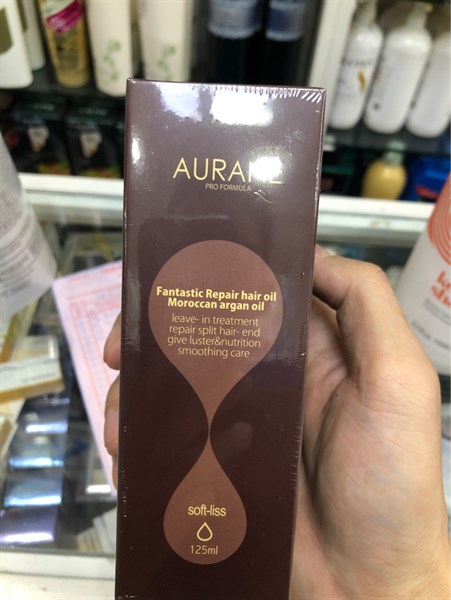 AURANE
PRO FORMULA
Fantastic Repair hair oil
Moroccan argan oil
leave- in treatment
repair split hair- end
give luster&nutrition
smoothing care
soft-liss
125ml